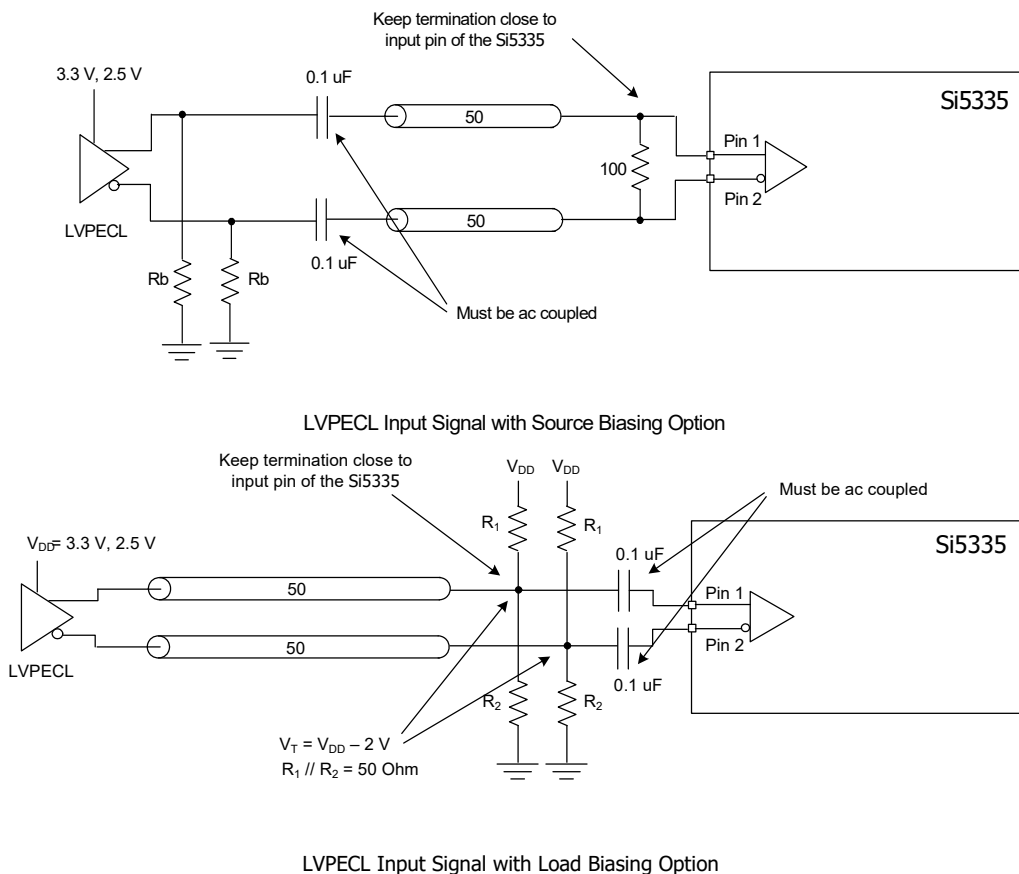 Keep termination close to
input pin of the Si5335
3.3 V, 2.5 V
0.1 uF
Si5335
50
Pin 1
100
Pin 2
50
LVPECL
0.1 uF
Rb
Rb
Must be ac coupled
LVPECL Input Signal with Source Biasing Option
Keep termination close to
input pin of the Si5335
VDD
VDD
Must be ac coupled
R1
R1
VDD= 3.3 V, 2.5 V
0.1 uF
Si5335
50
Pin 1
50
Pin 2
LVPECL
0.1 uF
R2
R2
VT = VDD – 2 V
R1 // R2 = 50 Ohm
LVPECL Input Signal with Load Biasing Option